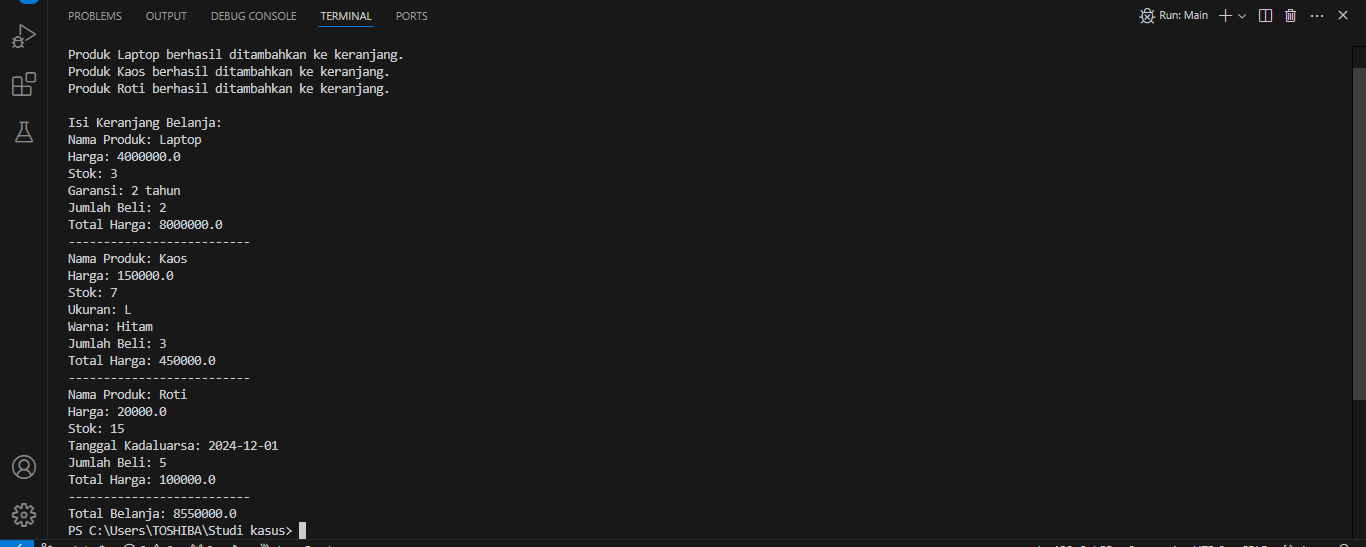 PROBLEMS OUTPUT DEBUG CONSOLE TERMINAL PORTS Run: Main
Produk Laptop berhasil ditambahkan ke keranjang.
Produk Kaos berhasil ditambahkan ke keranjang.
Produk Roti berhasil ditambahkan ke keranjang.
Isi Keranjang Belanja:
Nama Produk: Laptop
Harga: 4000000.0
Stok: 3
Garansi: 2 tahun
Jumlah Beli: 2
Total Harga: 8000000.0
--------------------------
Nama Produk: Kaos
Harga: 150000.0
Stok: 7
Ukuran: L
Warna: Hitam
Jumlah Beli: 3
Total Harga: 450000.0
--------------------------
Nama Produk: Roti
Harga: 20000.0
Stok: 15
Tanggal Kadaluarsa: 2024-12-01
Jumlah Beli: 5
Total Harga: 100000.0
--------------------------
Total Belanja: 8550000.0
PS C:\Users\TOSHIBA\Studi kasus>